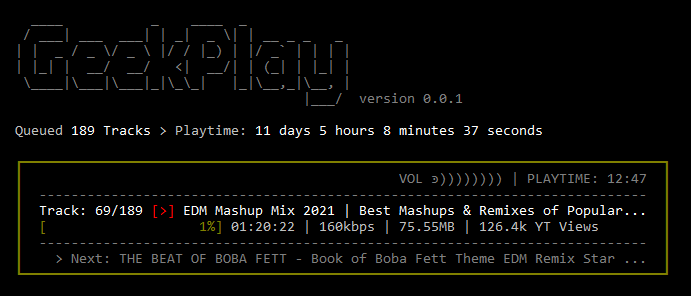 GeekPlay
version 0.0.1
Queued 189 Tracks > Playtime: 11 days 5 hours 8 minutes 37 seconds
VOL ϶)))))))) | PLAYTIME: 12:47
Track: 69/189 [>] EDM Mashup Mix 2021 | Best Mashups & Remixes of Popular...
[ 1%] 01:20:22 | 160kbps | 75.55MB | 126.4k YT Views
> Next: THE BEAT OF BOBA FETT - Book of Boba Fett Theme EDM Remix Star ...